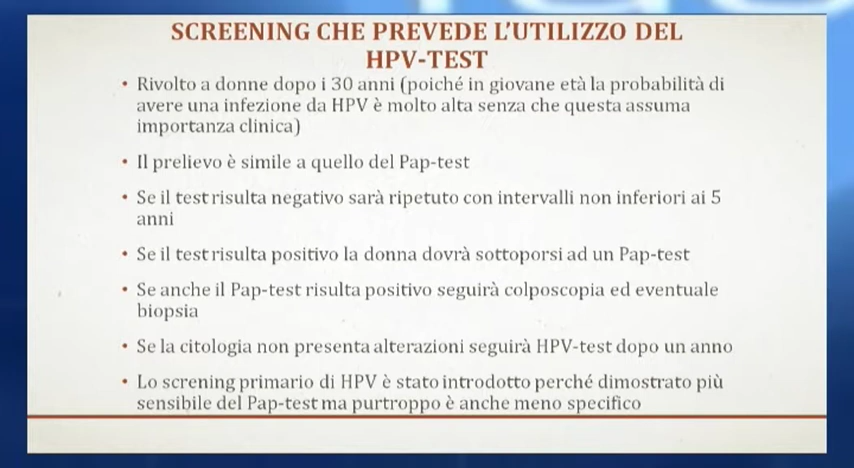 SCREENING CHE PREVEDE L'UTILIZZO DEL
HPV-TEST
• Rivolto a donne dopo i 30 anni (poiché in giovane età la probabilità di
avere una infezione da HPV è molto alta senza che questa assuma
importanza clinica)
• Il prelievo è simile a quello del Pap-test
• Se il test risulta negativo sarà ripetuto con intervalli non inferiori ai 5
anni
• Se il test risulta positivo la donna dovrà sottoporsi ad un Pap-test
• Se anche il Pap-test risulta positivo seguirà colposcopia ed eventuale
biopsia
• Se la citologia non presenta alterazioni seguirà HPV-test dopo un anno
• Lo screning primario di HPV è stato introdotto perché dimostrato più
sensibile del Pap-test ma purtroppo è anche meno specifico